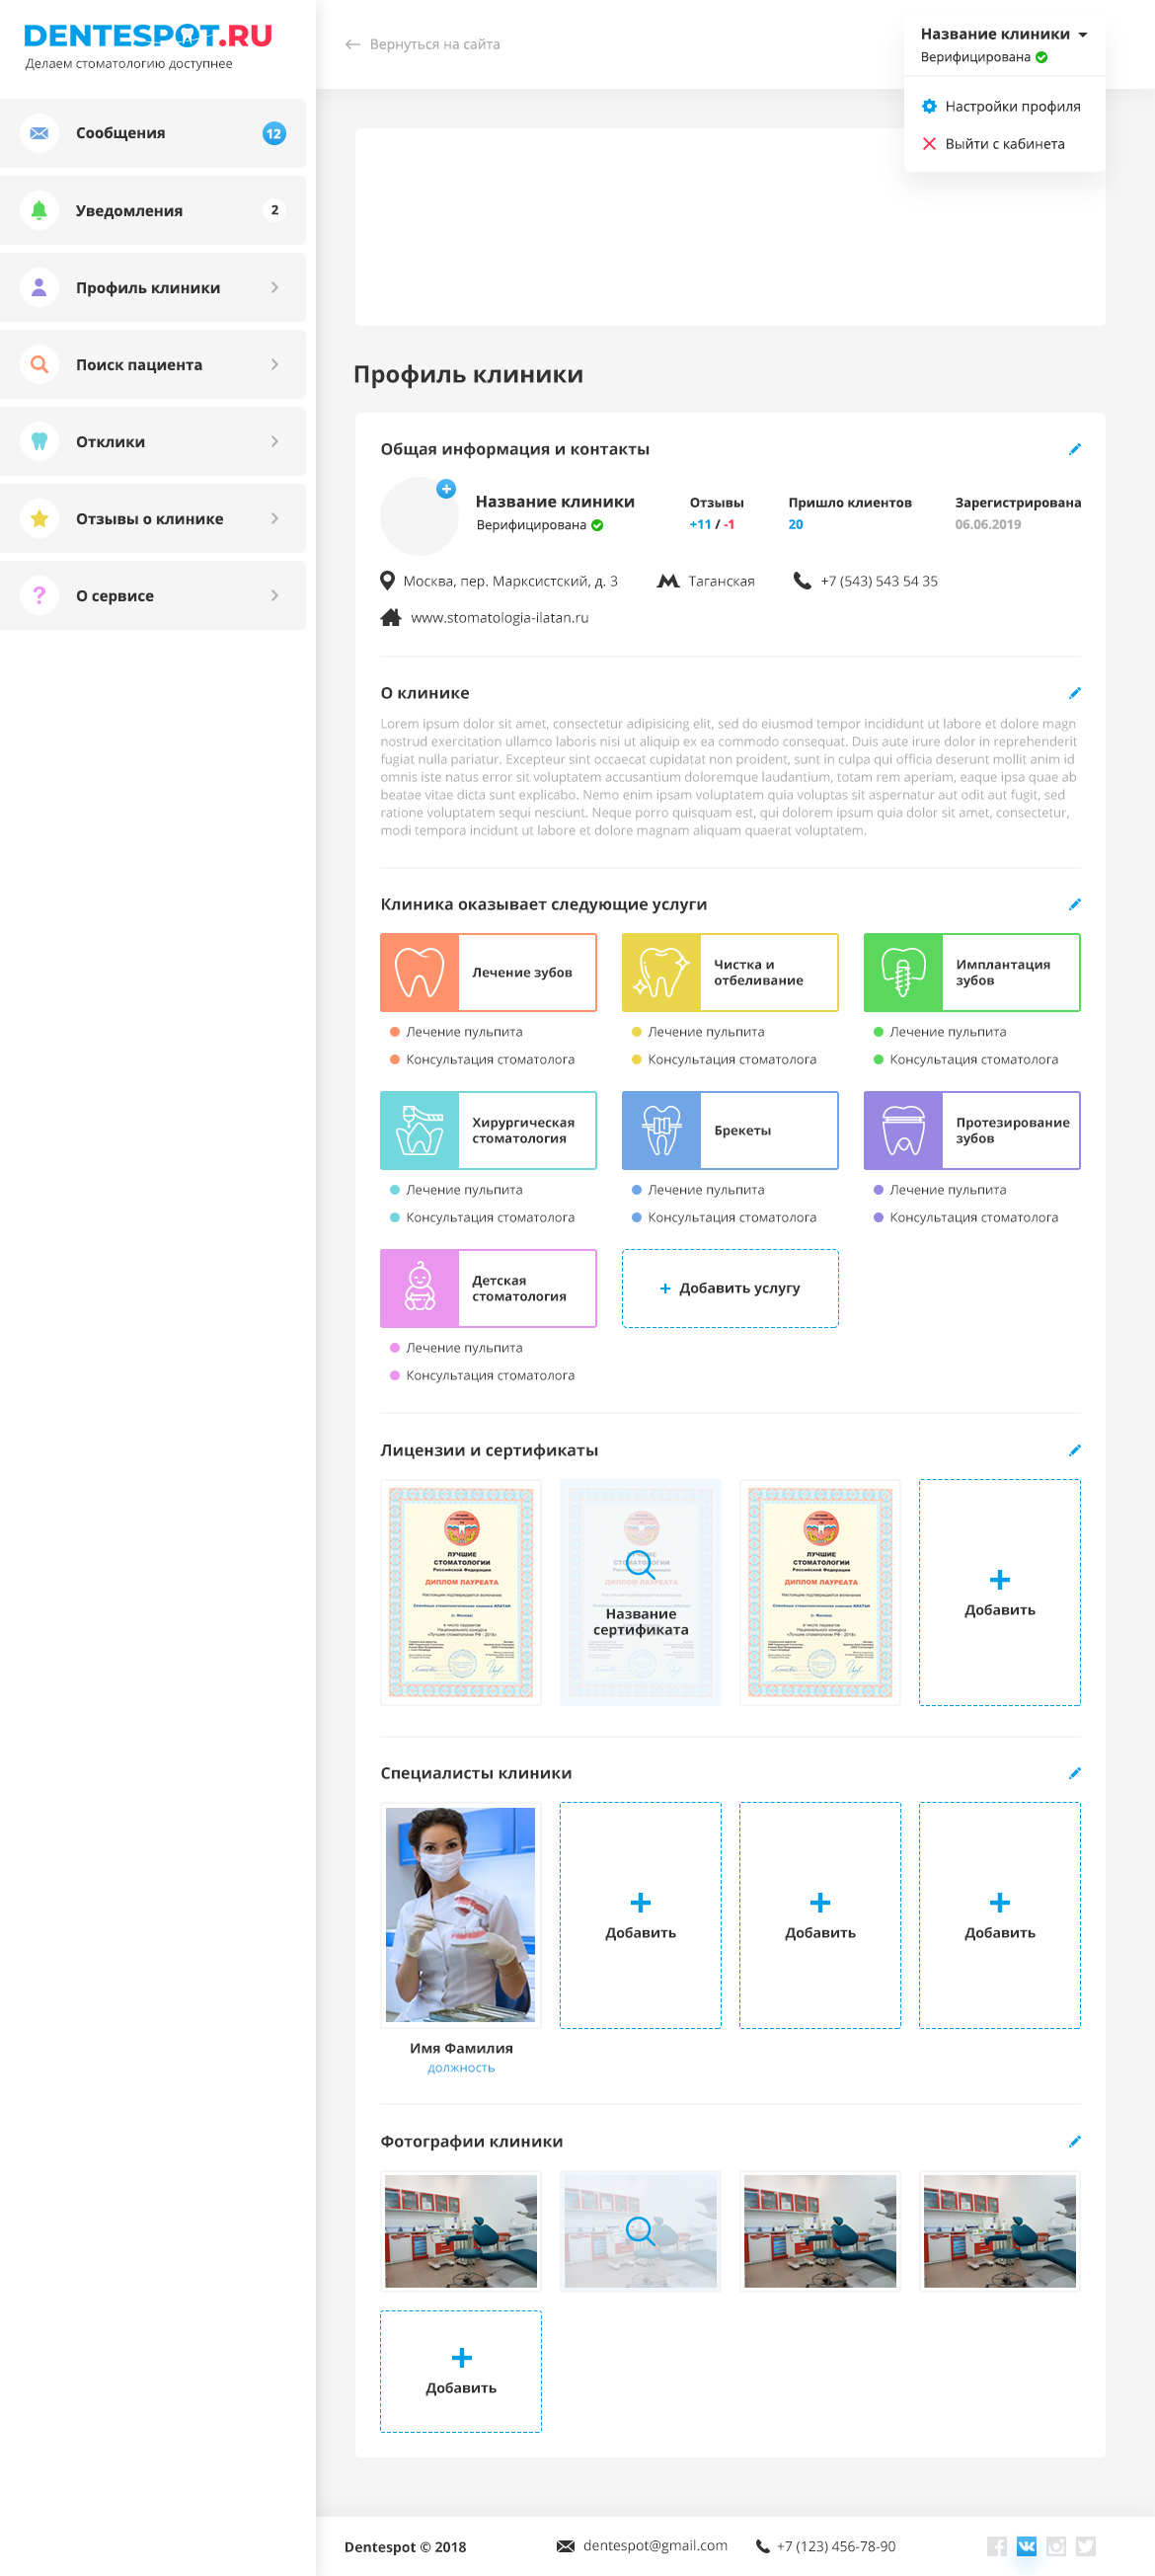 DENTESPOT.RU
Делаем стоматологию доступнее
Сообщения
12
Уведомления
2
Профиль клиники
Поиск пациента
Отклики
Отзывы о клинике
О сервисе
Вернуться на сайта
Название клиники
Верифицирована
Настройки профиля
Выйти с кабинета
Профиль клиники
Общая информация и контакты
Название клиники
Верифицирована
Отзывы
+11 / -1
Пришло клиентов
20
Зарегистрирована
06.06.2019
Москва, пер. Марксистский, д. 3
Таганская
+7 (543) 543 54 35
www.stomatologia-ilatan.ru
О клинике
Lorem ipsum dolor sit amet, consectetur adipisicing elit, sed do eiusmod tempor incididunt ut labore et dolore magn
nostrud exercitation ullamco laboris nisi ut aliquip ex ea commodo consequat. Duis aute irure dolor in reprehenderit
fugiat nulla pariatur. Excepteur sint occaecat cupidatat non proident, sunt in culpa qui officia deserunt mollit anim id
omnis iste natus error sit voluptatem accusantium doloremque laudantium, totam rem aperiam, eaque ipsa quae ab
beatae vitae dicta sunt explicabo. Nemo enim ipsam voluptatem quia voluptas sit aspernatur aut odit aut fugit, sed
ratione voluptatem sequi nesciunt. Neque porro quisquam est, qui dolorem ipsum quia dolor sit amet, consectetur,
modi tempora incidunt ut labore et dolore magnam aliquam quaerat voluptatem.
Клиника оказывает следующие услуги
Лечение зубов
Лечение пульпита
Консультация стоматолога
Чистка и
отбеливание
Лечение пульпита
Консультация стоматолога
Имплантация
зубов
Лечение пульпита
Консультация стоматолога
Хирургическая
стоматология
Лечение пульпита
Консультация стоматолога
Брекеты
Лечение пульпита
Консультация стоматолога
Протезирование
зубов
Лечение пульпита
Консультация стоматолога
Детская
стоматология
Лечение пульпита
Консультация стоматолога
Добавить услугу
Лицензии и сертификаты
ЛУЧШИЕ
СТОМАТОЛОГИИ
Российской Федерации
ДИПЛОМ ЛАУРЕАТА
Название
сертификата
ЛУЧШИЕ
СТОМАТОЛОГИИ
Российской Федерации
ДИПЛОМ ЛАУРЕАТА
Добавить
Специалисты клиники
Имя Фамилия
должность
Добавить
Добавить
Добавить
Фотографии клиники
Добавить
Dentespot © 2018
dentespot@gmail.com
+7 (123) 456-78-90